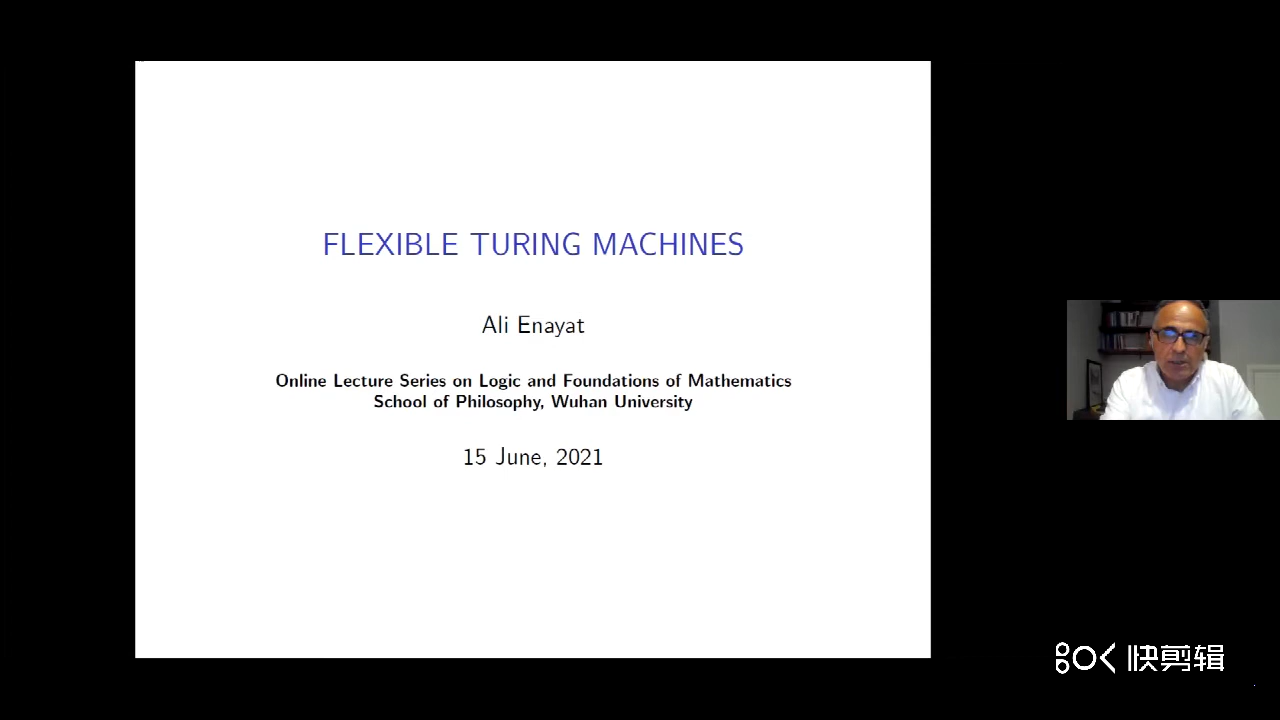 FLEXIBLE TURING MACHINES
Ali Enayat
Online Lecture Series on Logic and Foundations of Mathematics
School of Philosophy, Wuhan University
15 June, 2021
快剪辑